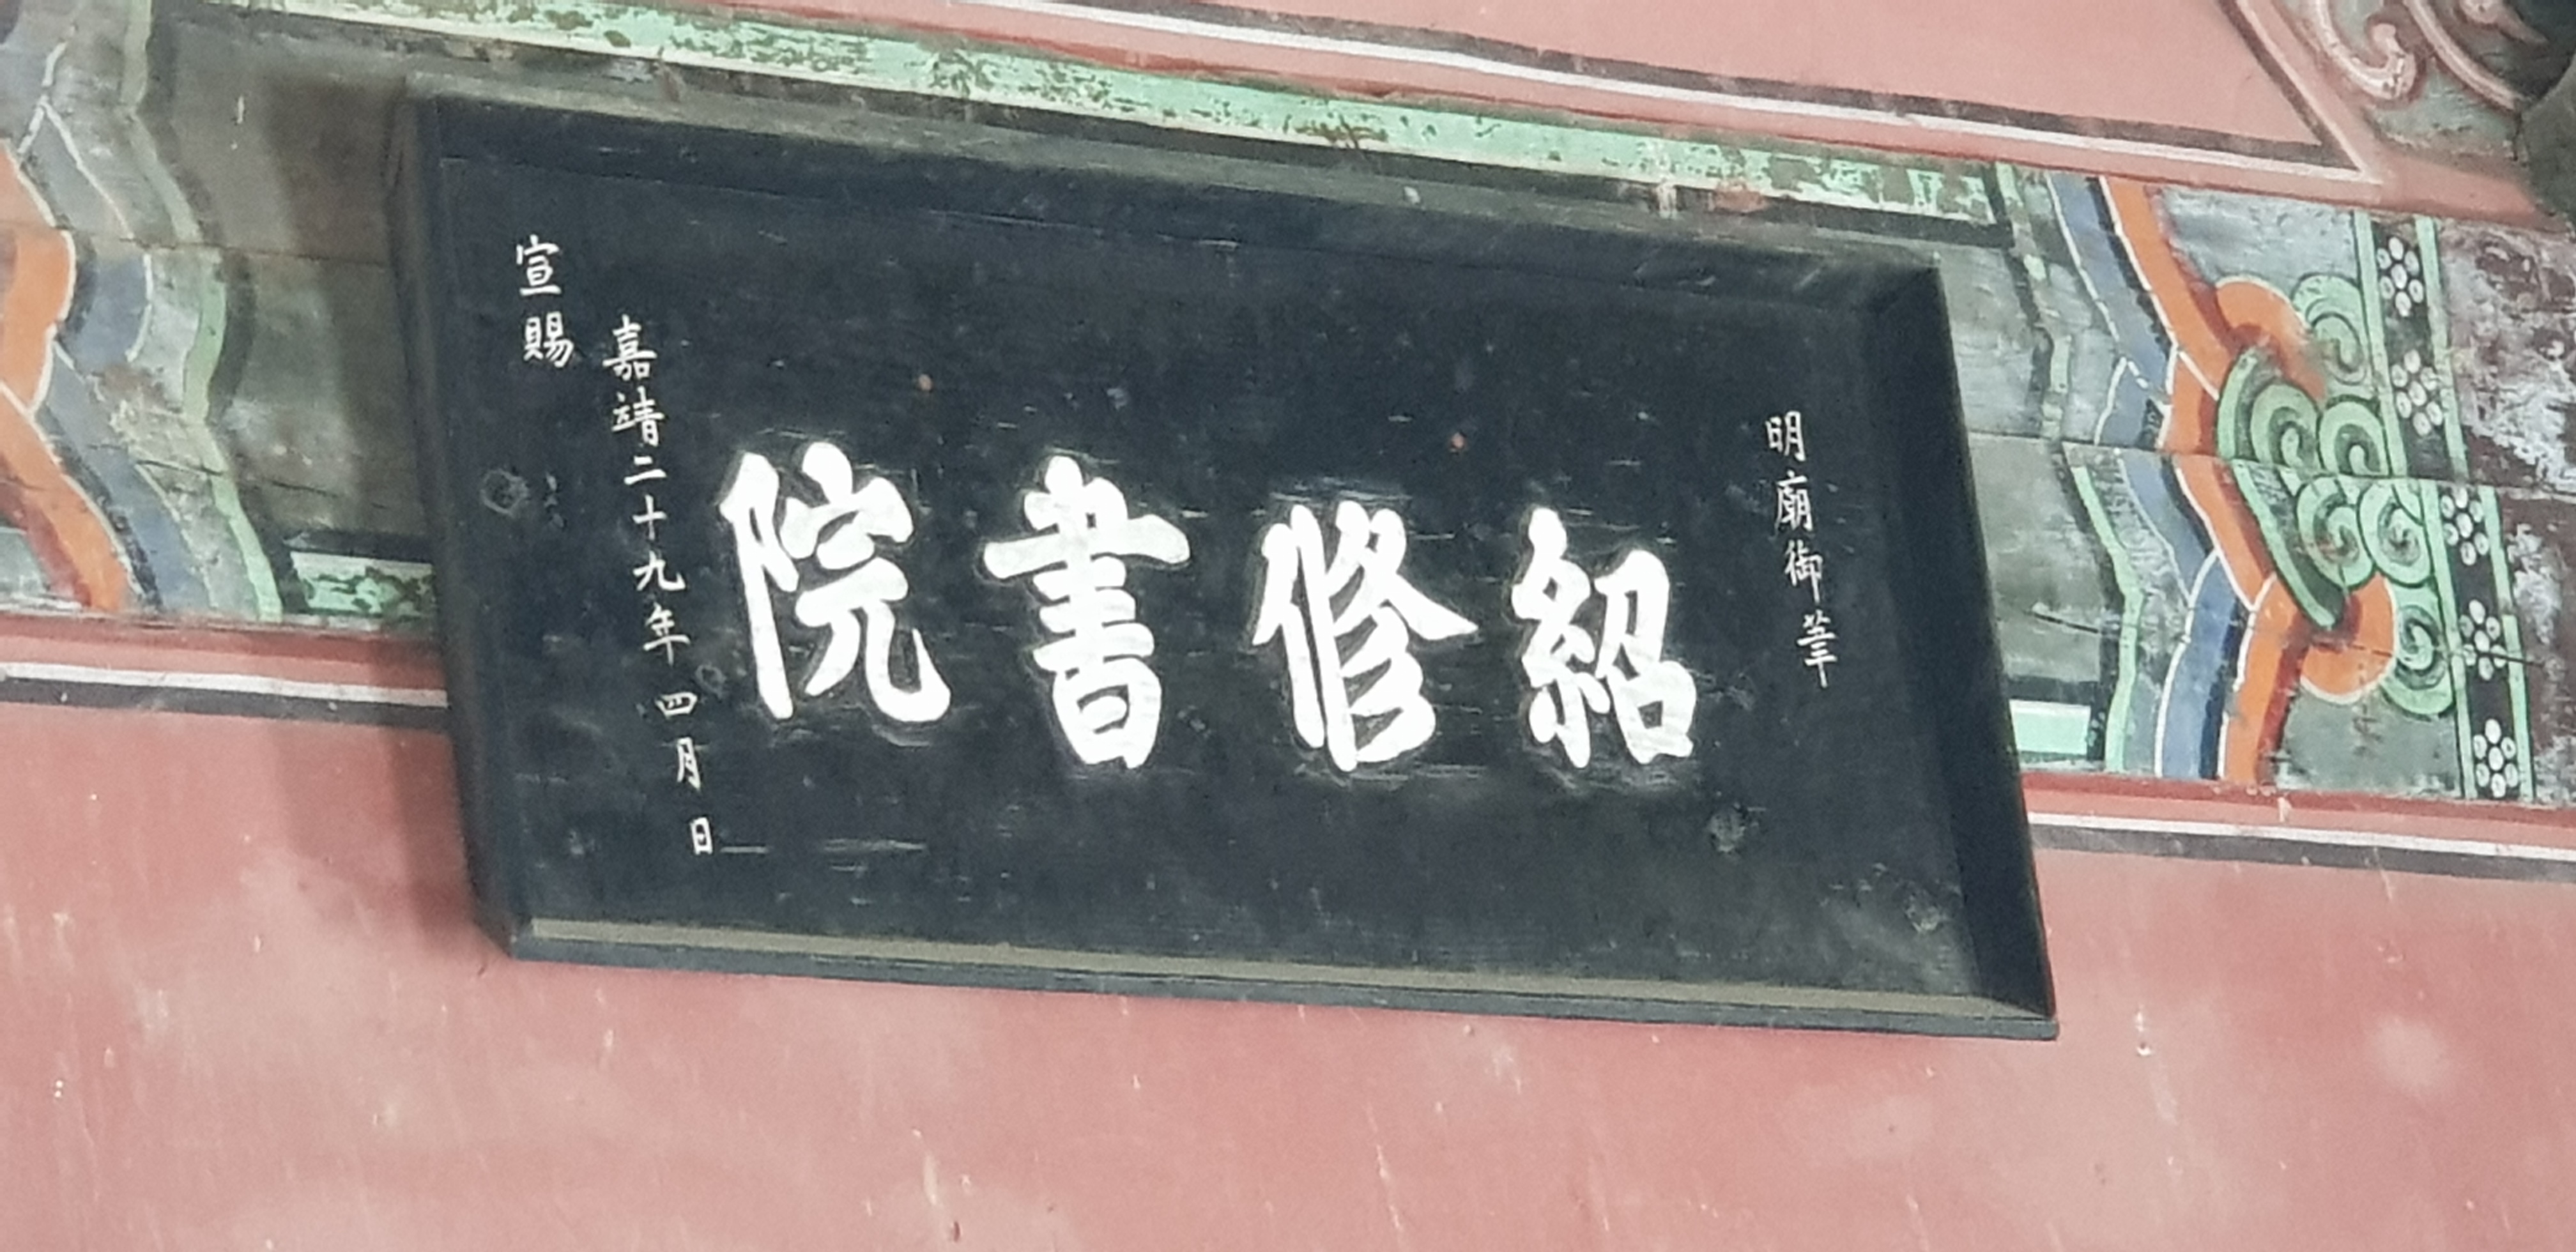 明廟御筆
紹修書院
嘉靖二十九年四月日
宣賜